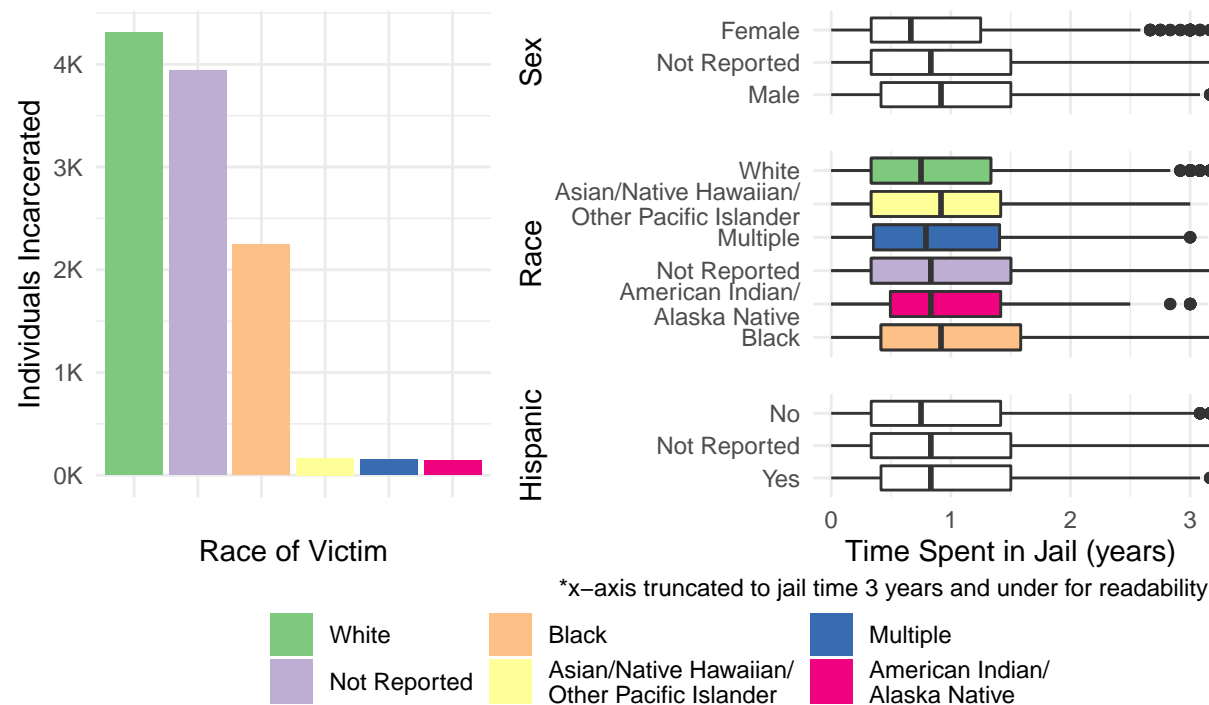 Individuals Incarcerated
4K
3K
2K
1K
0K
Race of Victim
Sex
Female
Not Reported
Male
Race
White
Asian/Native Hawaiian/
Other Pacific Islander
Multiple
Not Reported
American Indian/
Alaska Native
Black
Hispanic
No
Not Reported
Yes
0 1 2 3
Time Spent in Jail (years)
*x−axis truncated to jail time 3 years and under for readability
White
Not Reported
Black
Asian/Native Hawaiian/
Other Pacific Islander
Multiple
American Indian/
Alaska Native